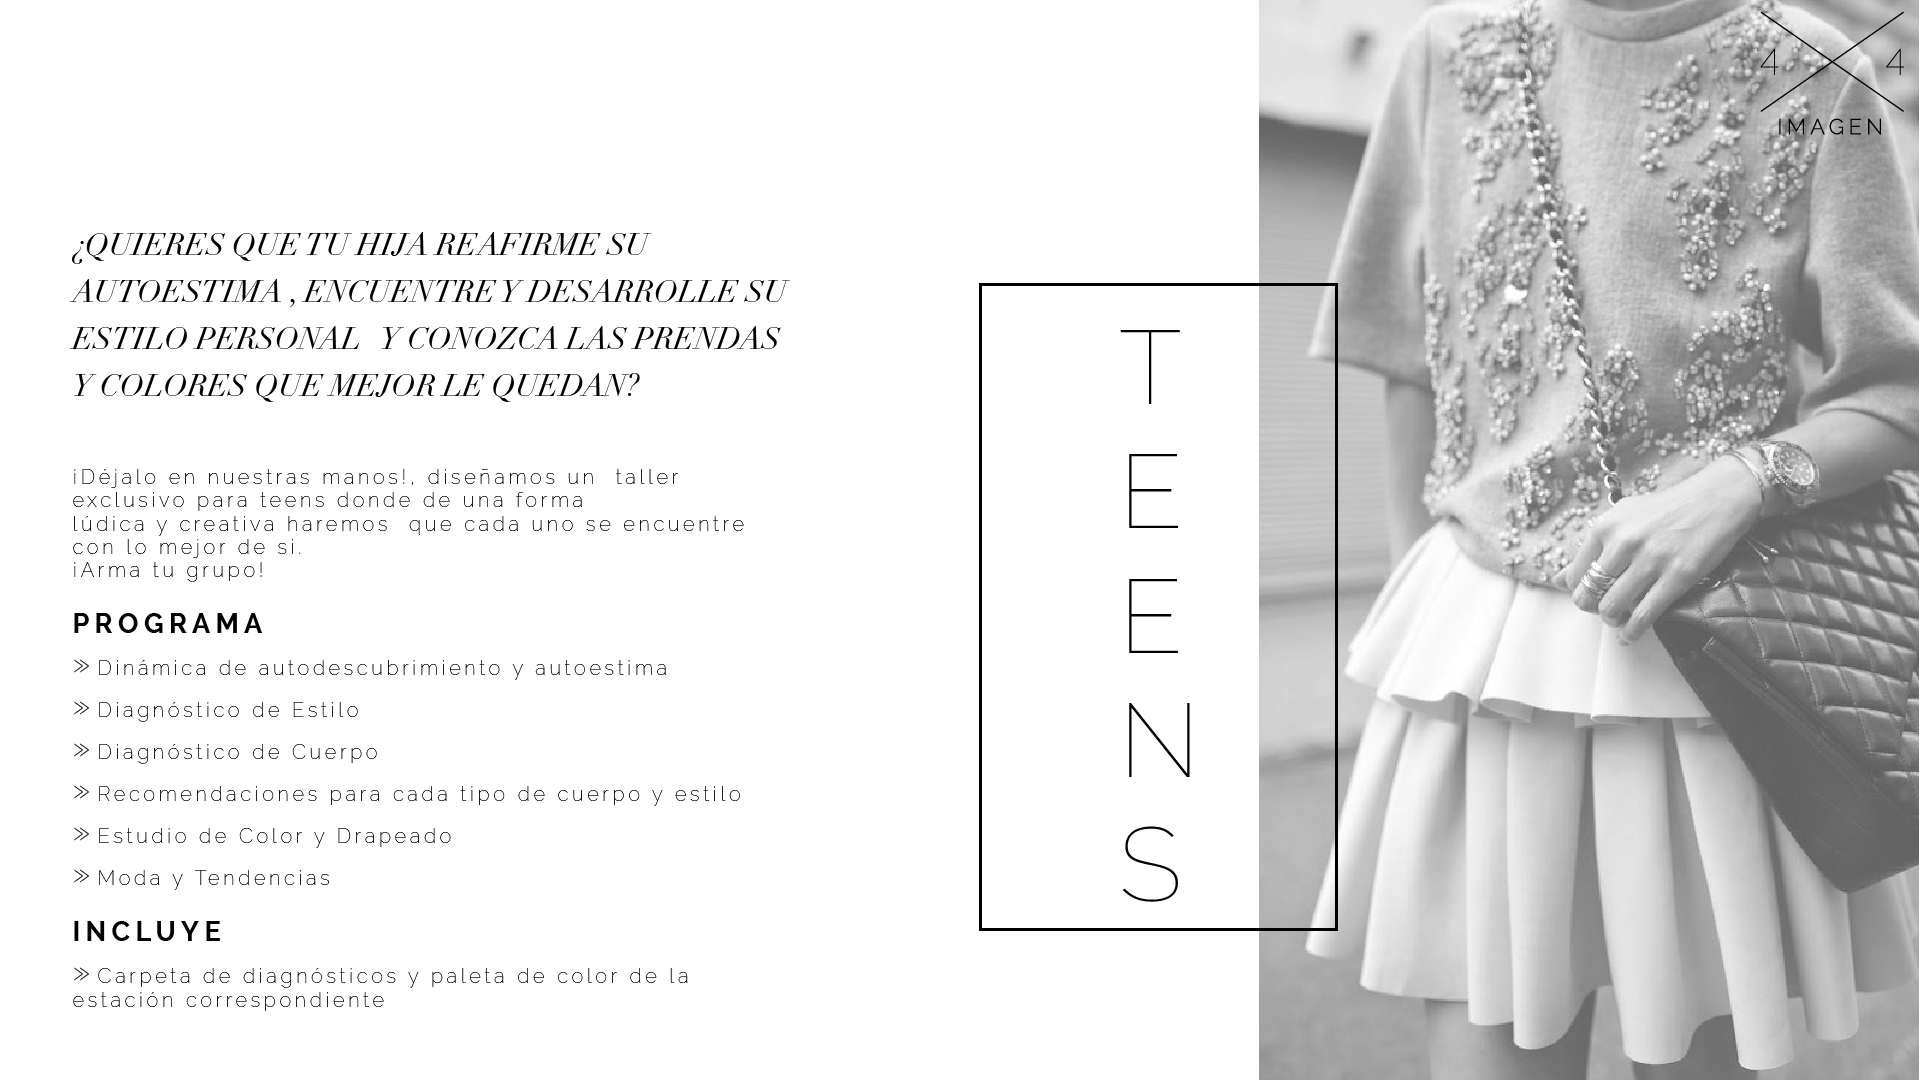 ¿QUIERES QUE TU HIJA REAFIRME SU
AUTOESTIMA , ENCUENTRE Y DESARROLLE SU
ESTILO PERSONAL Y CONOZCA LAS PRENDAS
Y COLORES QUE MEJOR LE QUEDAN?
¡Déjalo en nuestras manos!, diseñamos un taller
exclusivo para teens donde de una forma
lúdica y creativa haremos que cada uno se encuentre
con lo mejor de si.
¡Arma tu grupo!
PROGRAMA
» Dinámica de autodescubrimiento y autoestima
» Diagnóstico de Estilo
» Diagnóstico de Cuerpo
» Recomendaciones para cada tipo de cuerpo y estilo
» Estudio de Color y Drapeado
» Moda y Tendencias
INCLUYE
» Carpeta de diagnósticos y paleta de color de la
estación correspondiente
T
E
E
N
S
4 X 4
IMAGEN